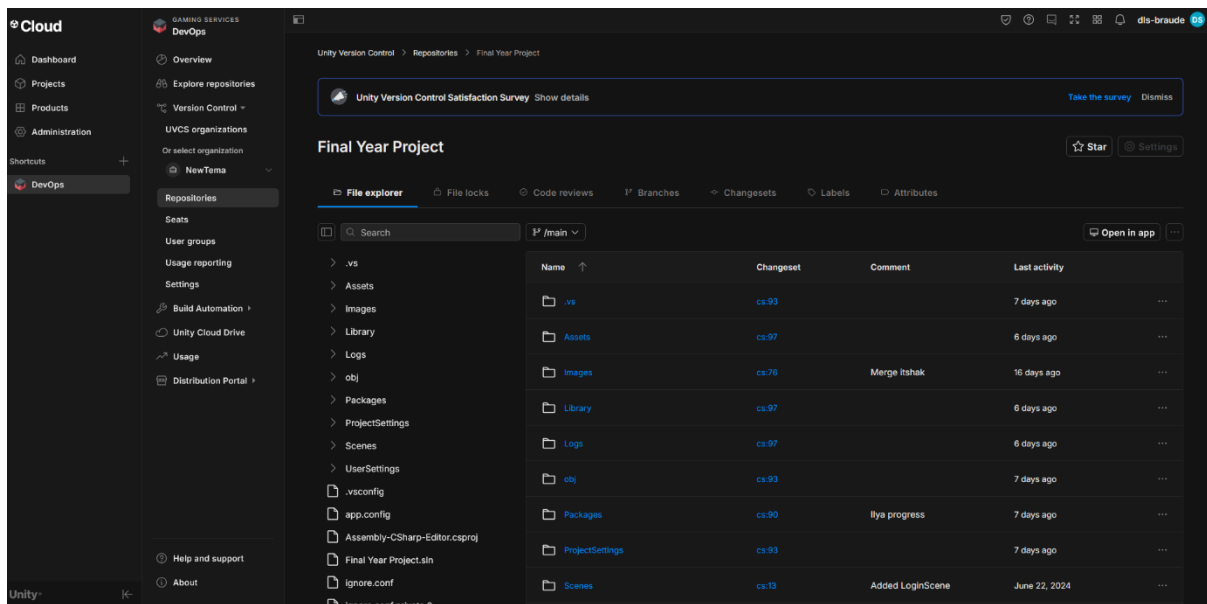 Cloud
GAMING SERVICES
DevOps
dls-braude DS
Dashboard
Projects
Products
Administration
Shortcuts
DevOps
Unity
Overview
Explore repositories
Version Control
UVCS organizations
Or select organization
NewTema
Repositories
Seats
User groups
Usage reporting
Settings
Build Automation
Unity Cloud Drive
Usage
Distribution Portal
Help and support
About
Unity Version Control > Repositories > Final Year Project
Unity Version Control Satisfaction Survey Show details Take the survey Dismiss
Final Year Project Star Settings
File explorer File locks Code reviews Branches Changesets Labels Attributes
Search /main Open in app
.vs
Assets
Images
Library
Logs
obj
Packages
ProjectSettings
Scenes
UserSettings
.vsconfig
app.config
Assembly-CSharp-Editor.csproj
Final Year Project.sln
ignore.conf
Name Changeset Comment Last activity
.vs cs:93 7 days ago
Assets cs:97 6 days ago
Images cs:76 Merge itshak 16 days ago
Library cs:97 6 days ago
Logs cs:97 6 days ago
obj cs:93 7 days ago
Packages cs:90 Ilya progress 7 days ago
ProjectSettings cs:93 7 days ago
Scenes cs:13 Added LoginScene June 22, 2024